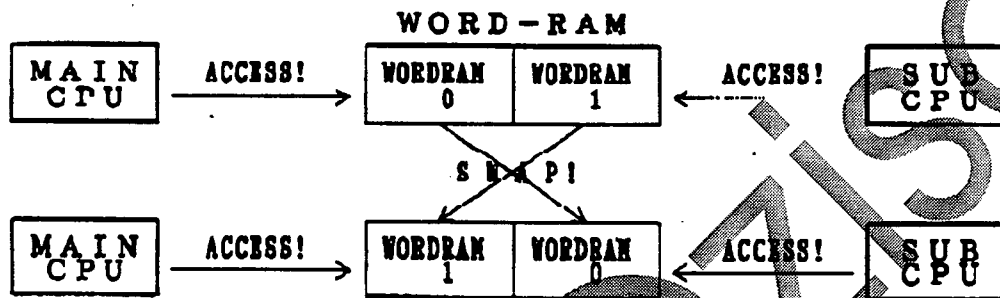 WORD-RAM
MAIN CPU
ACCESS!
WORDRAM 0
WORDRAM 1
ACCESS!
SUB CPU
SWAP!
MAIN CPU
ACCESS!
WORDRAM 1
WORDRAM 0
ACCESS!
SUB CPU